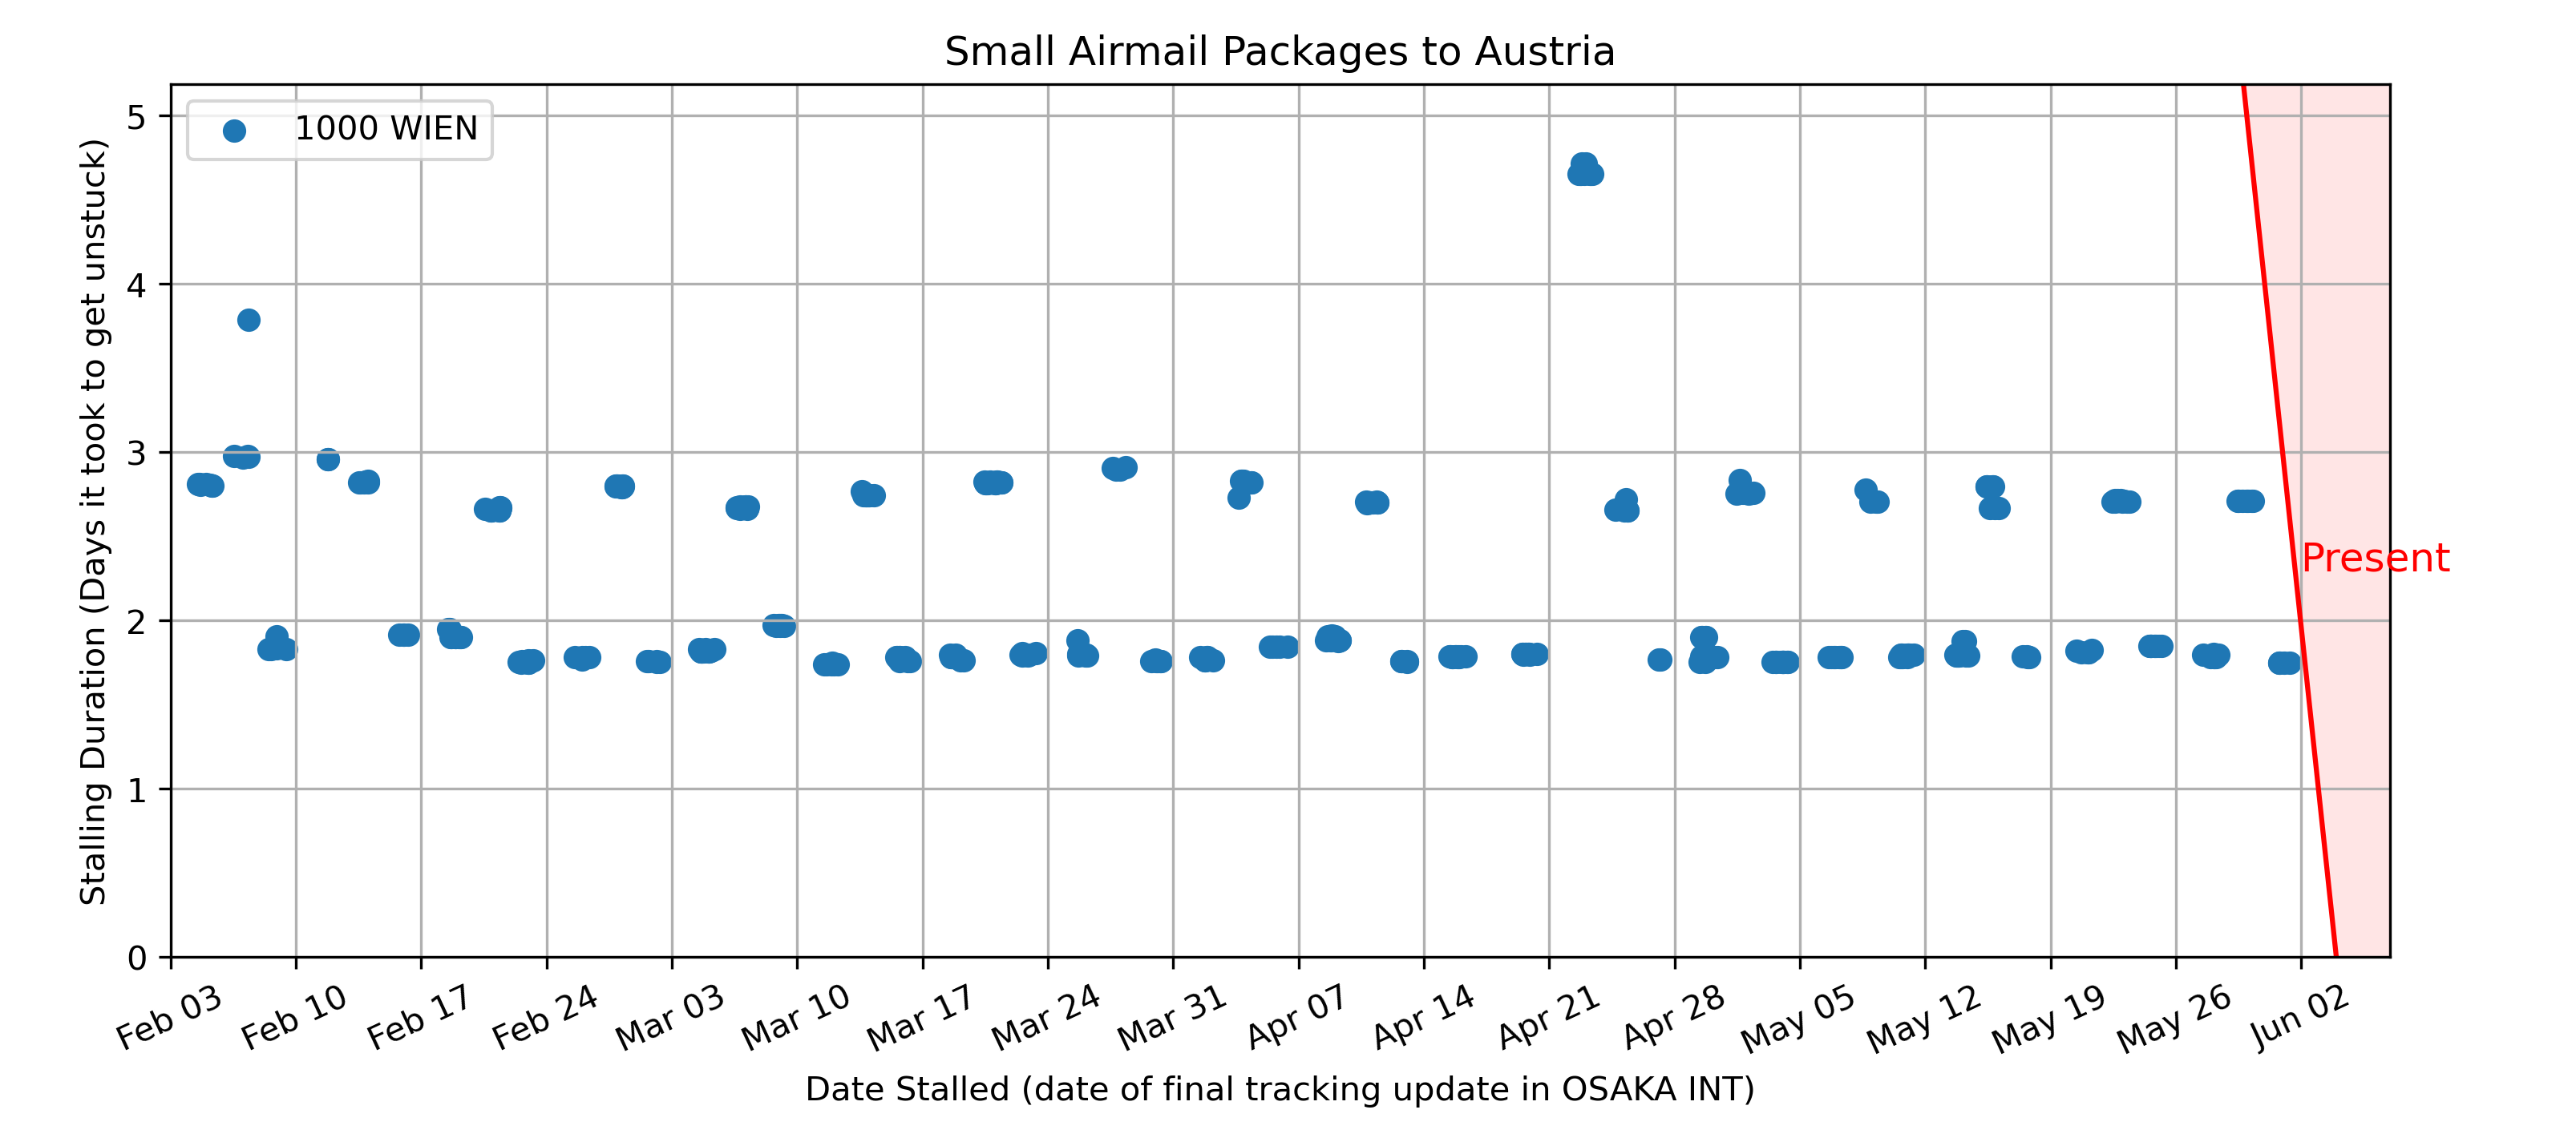 Small Airmail Packages to Austria
1000 WIEN
Stalling Duration (Days it took to get unstuck)
5
4
3
2
1
0
Present
Feb 03
Feb 10
Feb 17
Feb 24
Mar 03
Mar 10
Mar 17
Mar 24
Mar 31
Apr 07
Apr 14
Apr 21
Apr 28
May 05
May 12
May 19
May 26
Jun 02
Date Stalled (date of final tracking update in OSAKA INT)